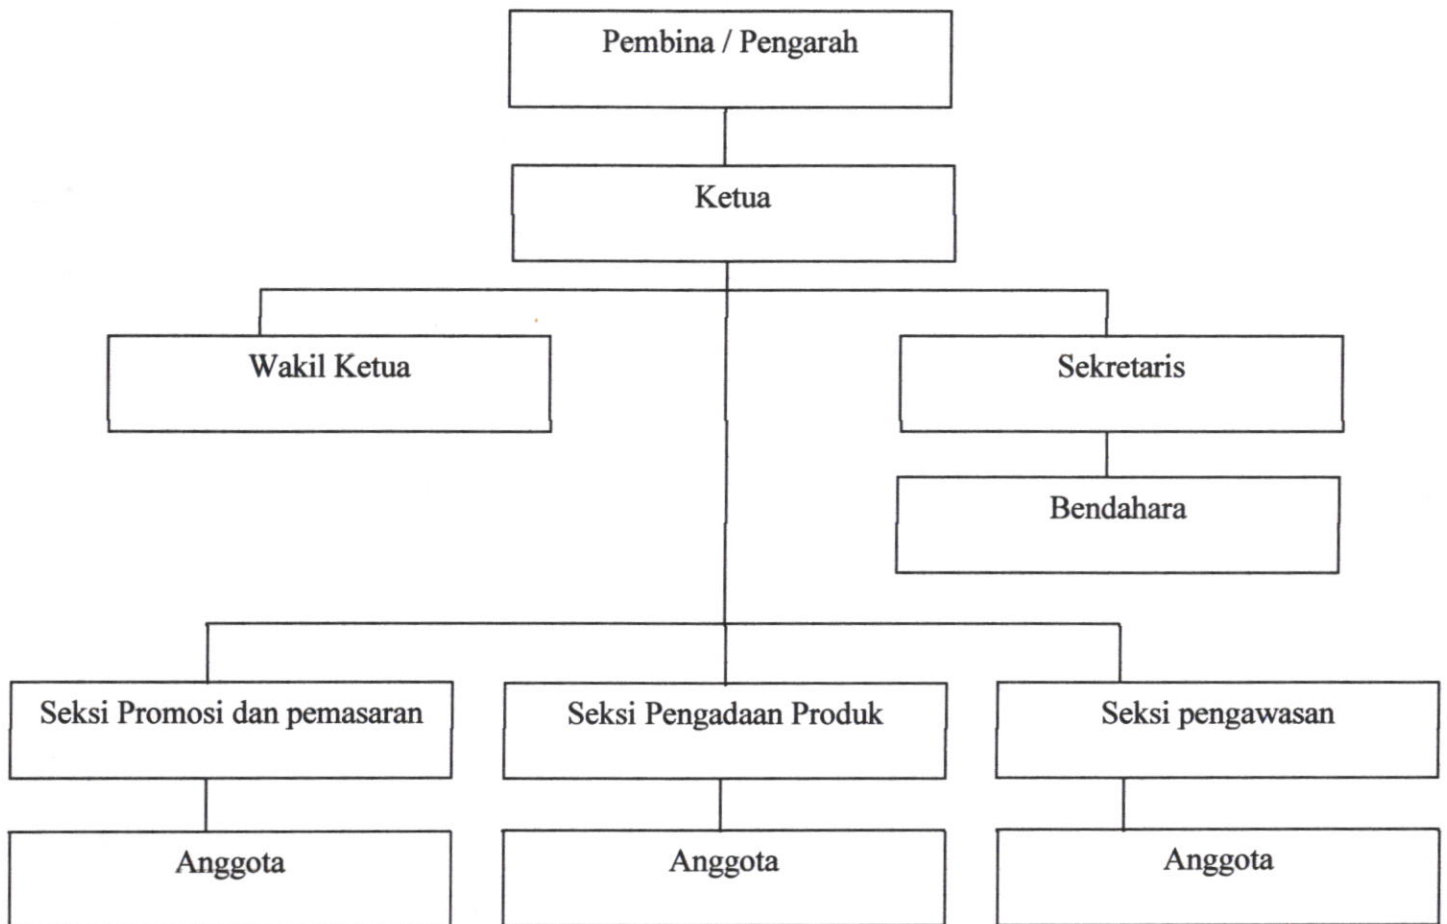 Pembina / Pengarah
Ketua
Wakil Ketua
Sekretaris
Bendahara
Seksi Promosi dan pemasaran
Seksi Pengadaan Produk
Seksi pengawasan
Anggota
Anggota
Anggota